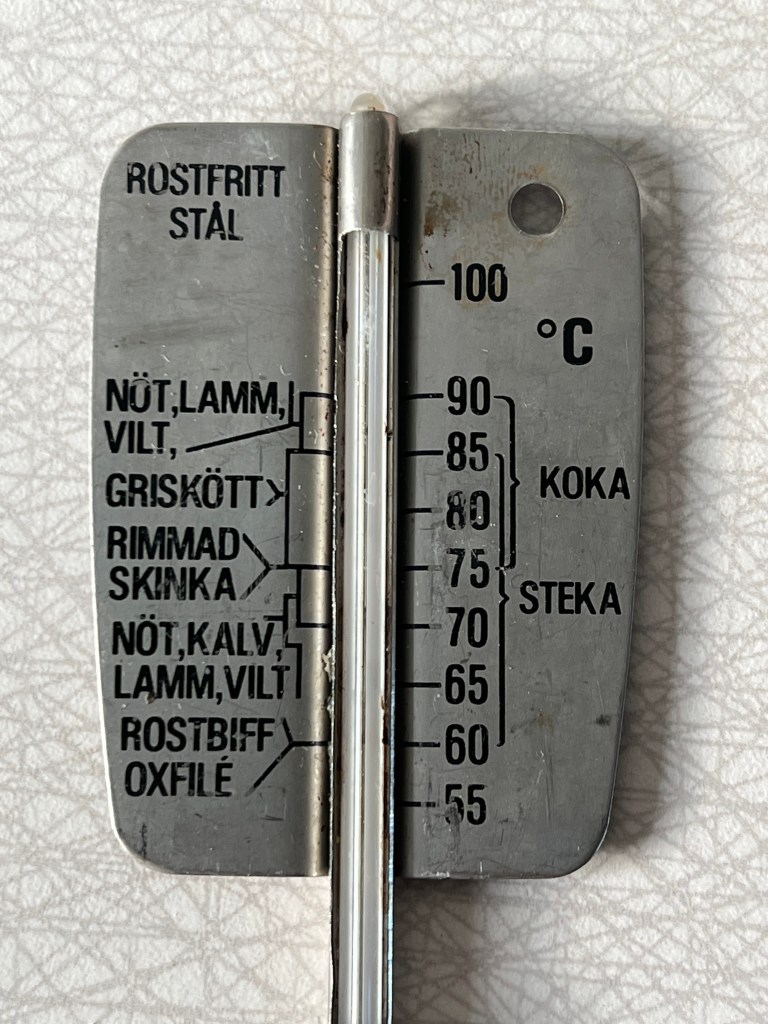 ROSTFRITT
STÅL
NÖT,LAMM,
VILT,
GRISKÖTT
RIMMAD
SKINKA
NÖT,KALV,
LAMM,VILT
ROSTBIFF
OXFILÉ
100
°C
90
85
80
75
70
65
60
55
KOKA
STEKA